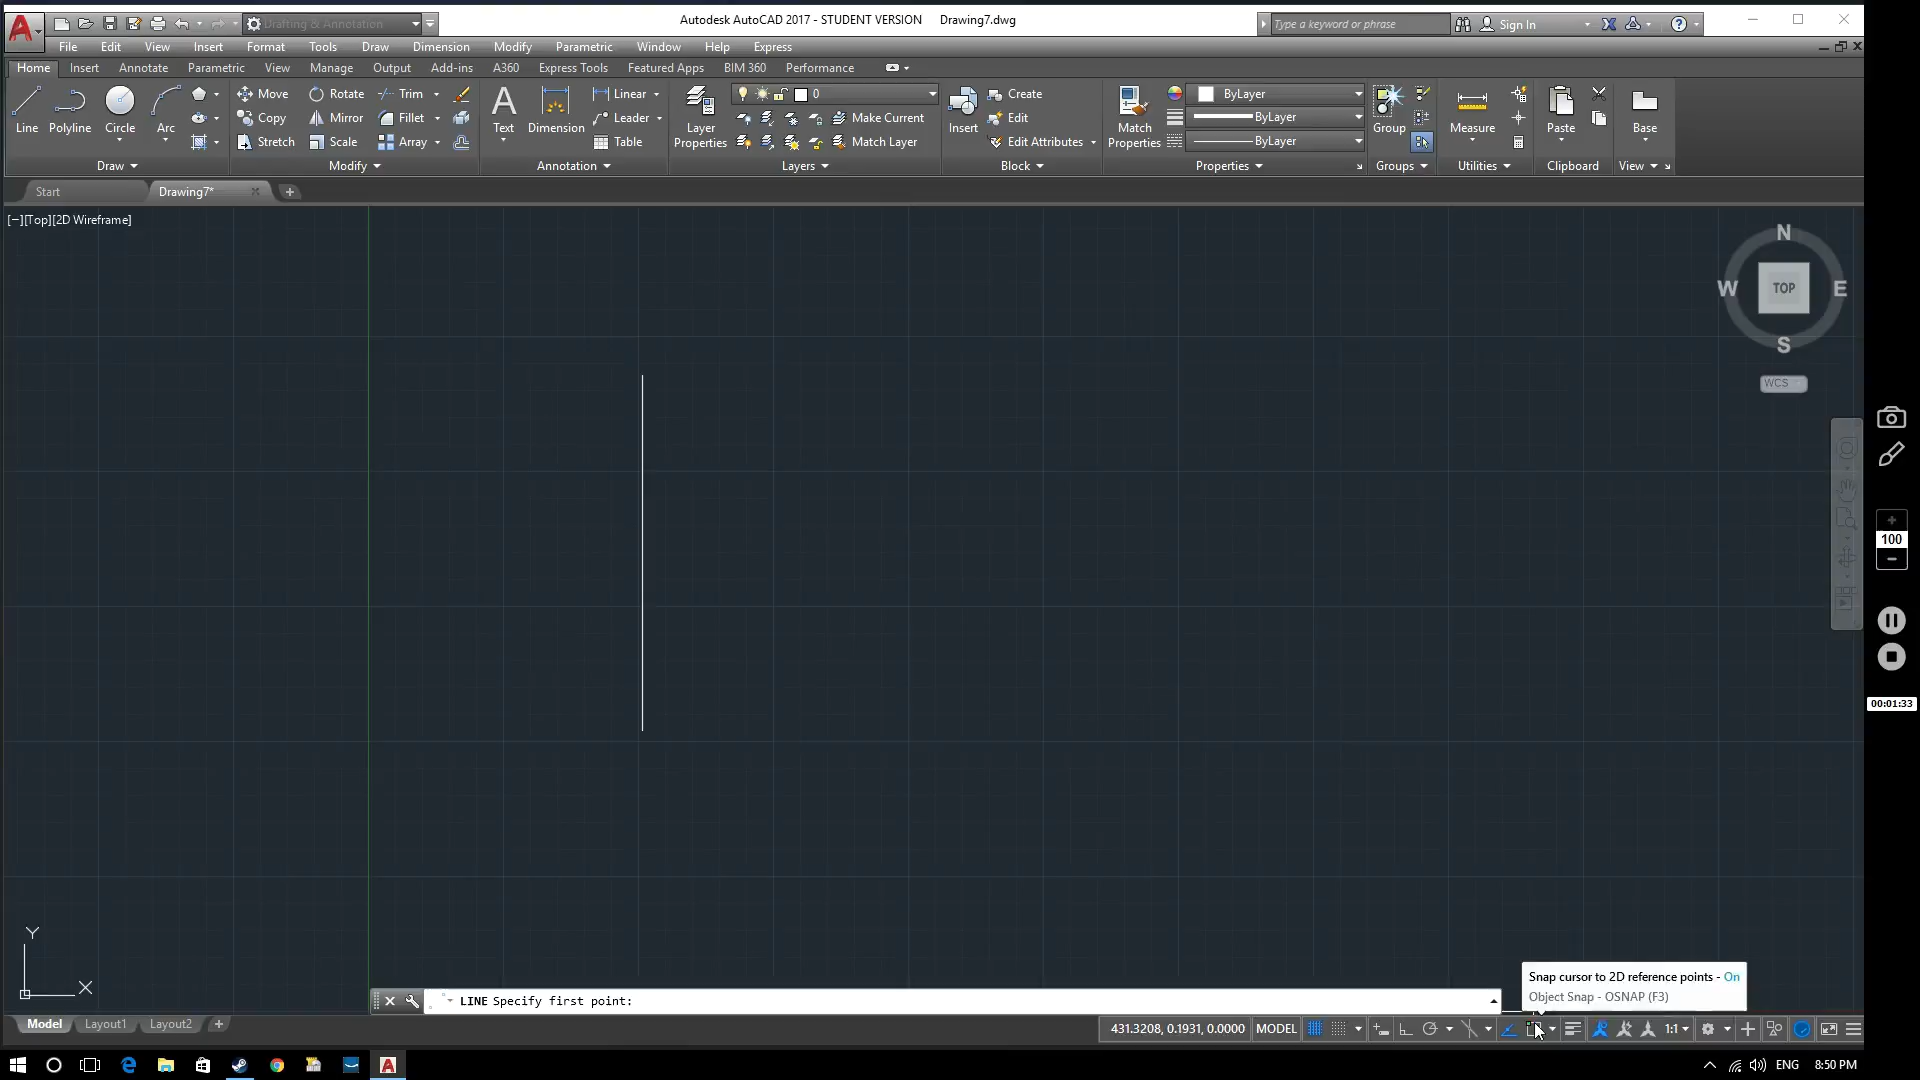 Drafting & Annotation
Autodesk AutoCAD 2017 - STUDENT VERSION Drawing7.dwg
Type a keyword or phrase
Sign In
File Edit View Insert Format Tools Draw Dimension Modify Parametric Window Help Express
Home Insert Annotate Parametric View Manage Output Add-ins A360 Express Tools Featured Apps BIM 360 Performance
Line
Polyline
Circle
Arc
Draw
Move
Rotate
Trim
Copy
Mirror
Fillet
Stretch
Scale
Array
Modify
Text
Dimension
Linear
Leader
Table
Annotation
Layer
Properties
0
Make Current
Match Layer
Layers
Insert
Create
Edit
Edit Attributes
Block
Match
Properties
ByLayer
ByLayer
ByLayer
Properties
Group
Groups
Measure
Utilities
Paste
Clipboard
Base
View
Start
Drawing7*
[−][Top][2D Wireframe]
N
W
TOP
E
S
WCS
100
00:01:33
Y
X
LINE Specify first point:
Snap cursor to 2D reference points - On
Object Snap - OSNAP (F3)
Model Layout1 Layout2
431.3208, 0.1931, 0.0000 MODEL
1:1
ENG 8:50 PM